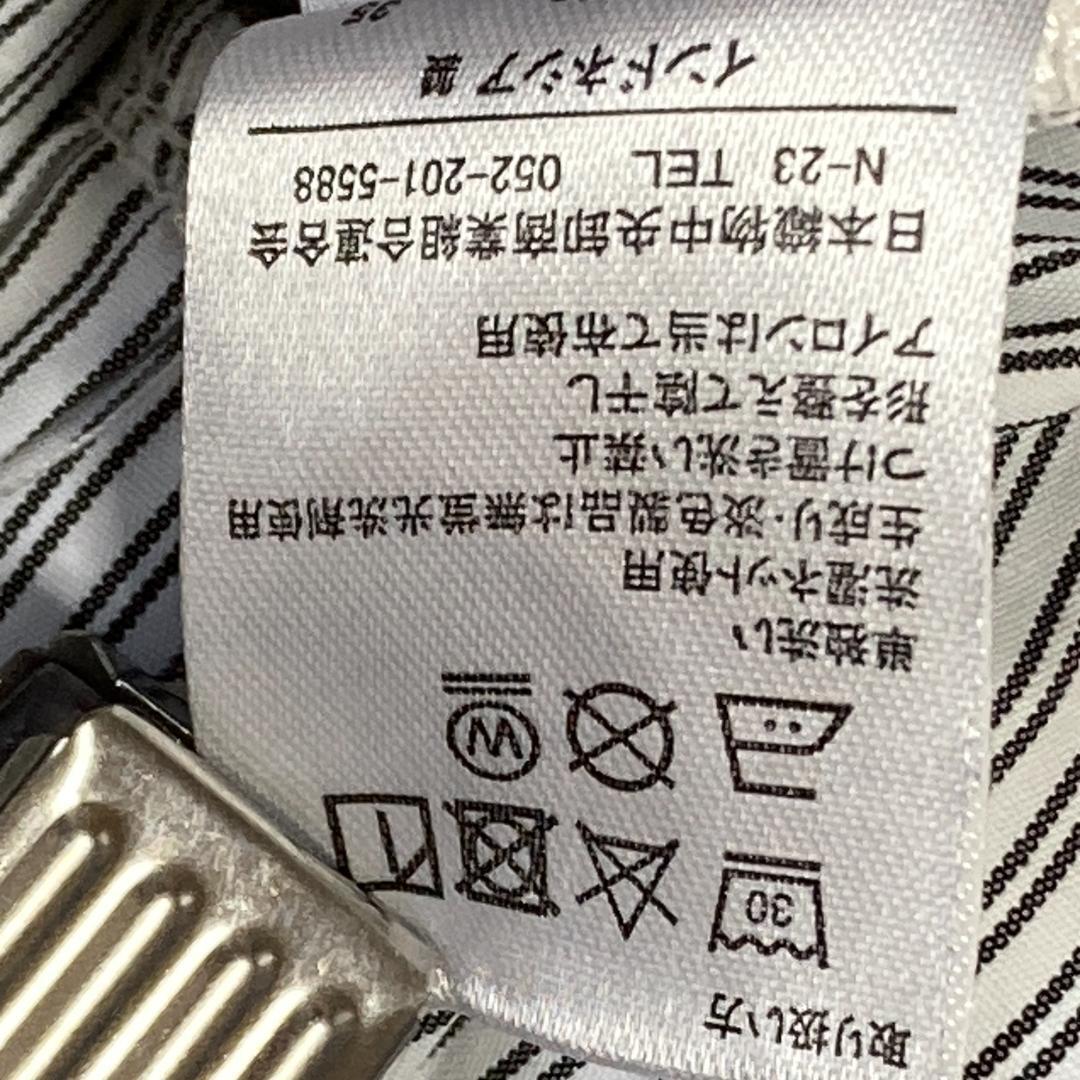 取り扱い方
30
W
単独洗い
洗濯ネット使用
生成り・淡色製品は無蛍光洗剤使用
つけ置き洗い禁止
形を整えて陰干し
アイロンは当て布使用
日本織物中央卸商業組合連合会
N-23 TEL 052-201-5588
インドネシア製